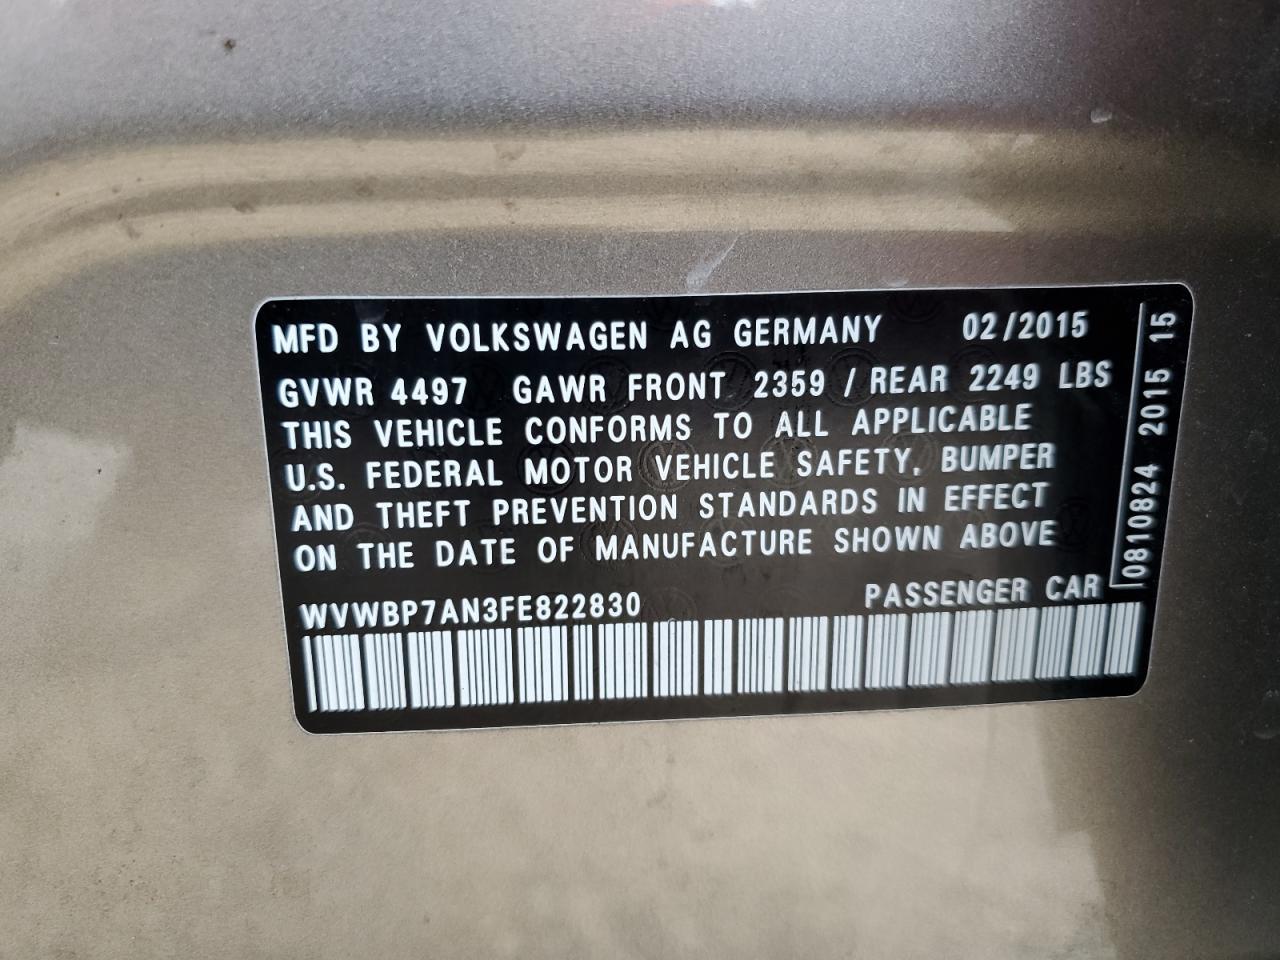 MFD BY VOLKSWAGEN AG GERMANY 02/2015
GVWR 4497 GAWR FRONT 2359 / REAR 2249 LBS
THIS VEHICLE CONFORMS TO ALL APPLICABLE
U.S. FEDERAL MOTOR VEHICLE SAFETY, BUMPER
AND THEFT PREVENTION STANDARDS IN EFFECT
ON THE DATE OF MANUFACTURE SHOWN ABOVE
WVWBP7AN3FE822830 PASSENGER CAR
0810824 2015 15